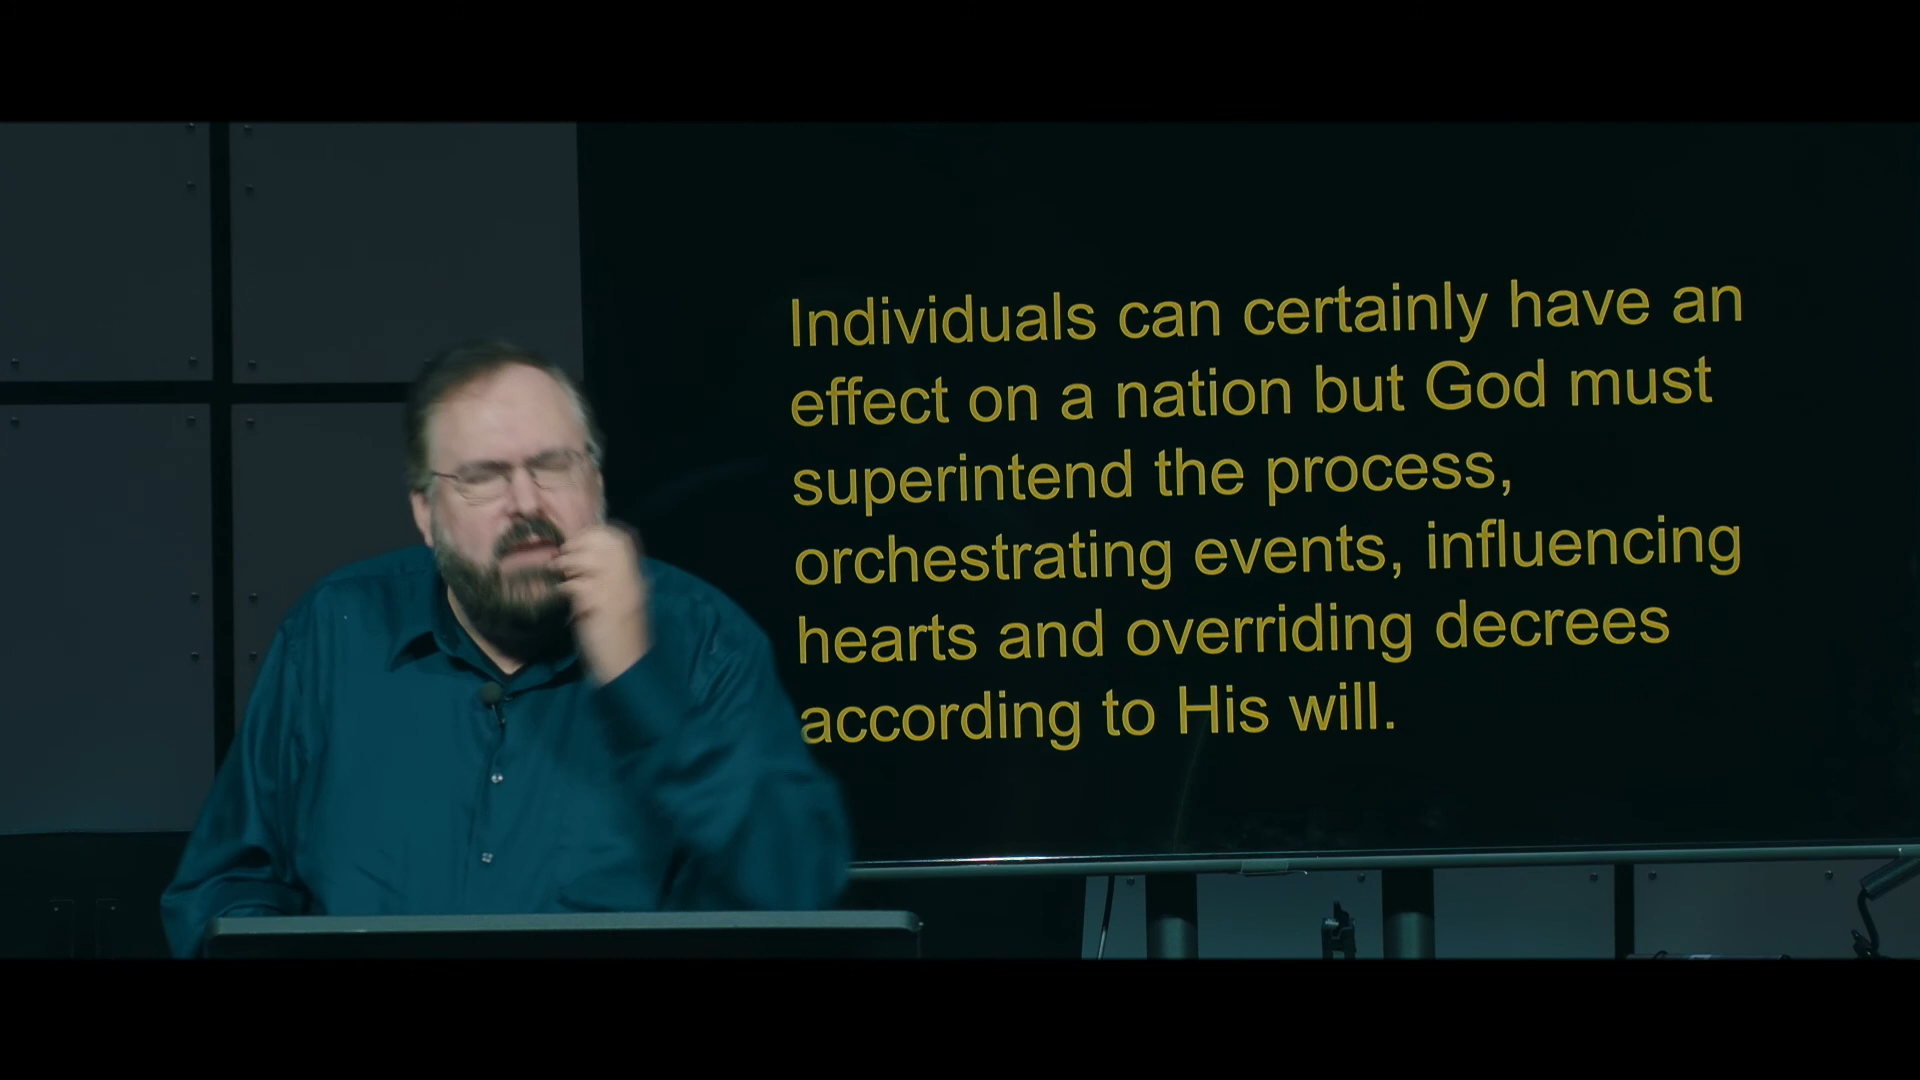 Individuals can certainly have an
effect on a nation but God must
superintend the process,
orchestrating events, influencing
hearts and overriding decrees
according to His will.